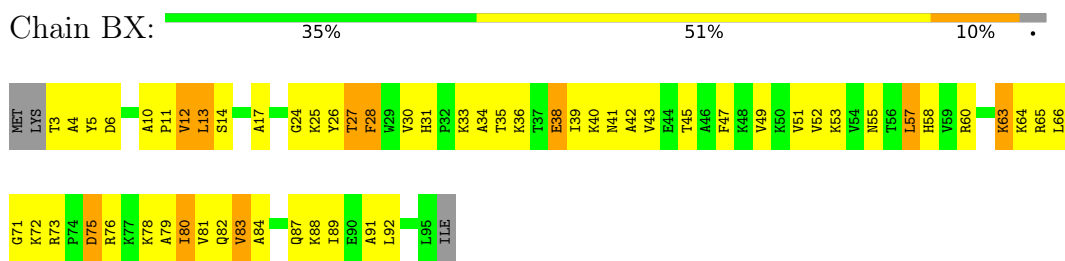 Chain BX:
35% 51% 10% •
MET LYS T3 A4 Y5 D6 A10 P11 V12 L13 S14 A17 G24 K25 Y26 T27 F28 W29 V30 H31 P32 K33 A34 T35 K36 T37 E38 I39 K40 N41 A42 V43 E44 T45 A46 F47 K48 V49 K50 V51 V52 K53 V54 N55 T56 L57 H58 V59 R60 K63 K64 R65 L66
G71 K72 R73 P74 D75 R76 K77 K78 A79 I80 V81 Q82 V83 A84 Q87 K88 I89 E90 A91 L92 L95 ILE